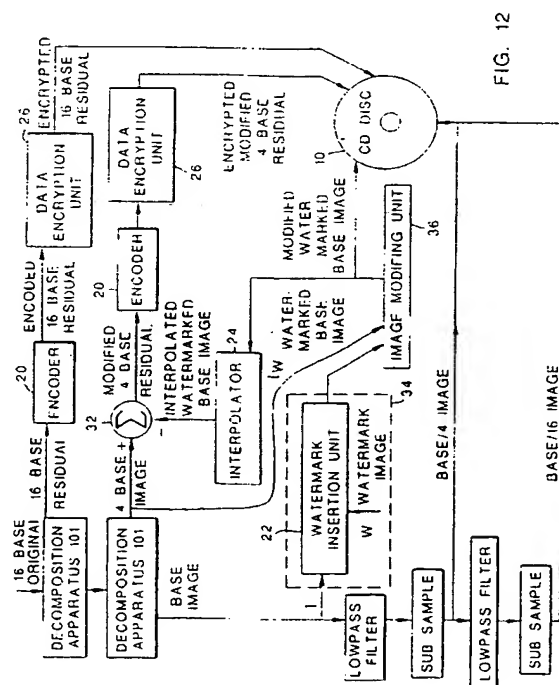 16 BASE
ORIGINAL
DECOMPOSITION
APPARATUS 101
16 BASE
RESIDUAL
20
ENCODER
ENCODED
16 BASE
RESIDUAL
26
DATA
ENCRYPTION
UNIT
ENCRYPTED
16 BASE
RESIDUAL
DECOMPOSITION
APPARATUS 101
4 BASE
IMAGE
+
32
Σ
−
MODIFIED
4 BASE
RESIDUAL
20
ENCODER
DATA
ENCRYPTION
UNIT
26
ENCRYPTED
MODIFIED
4 BASE
RESIDUAL
BASE
IMAGE
INTERPOLATED
WATERMARKED
BASE IMAGE
INTERPOLATOR
24
IW
WATER-
MARKED
BASE
IMAGE
MODIFIED
WATER
MARKED
BASE IMAGE
10
CD DISC
I
22
WATERMARK
INSERTION UNIT
W
WATERMARK
IMAGE
34
IMAGE MODIFING UNIT
36
LOWPASS
FILTER
SUB SAMPLE
BASE/4 IMAGE
LOWPASS
FILTER
SUB SAMPLE
BASE/16 IMAGE
FIG. 12